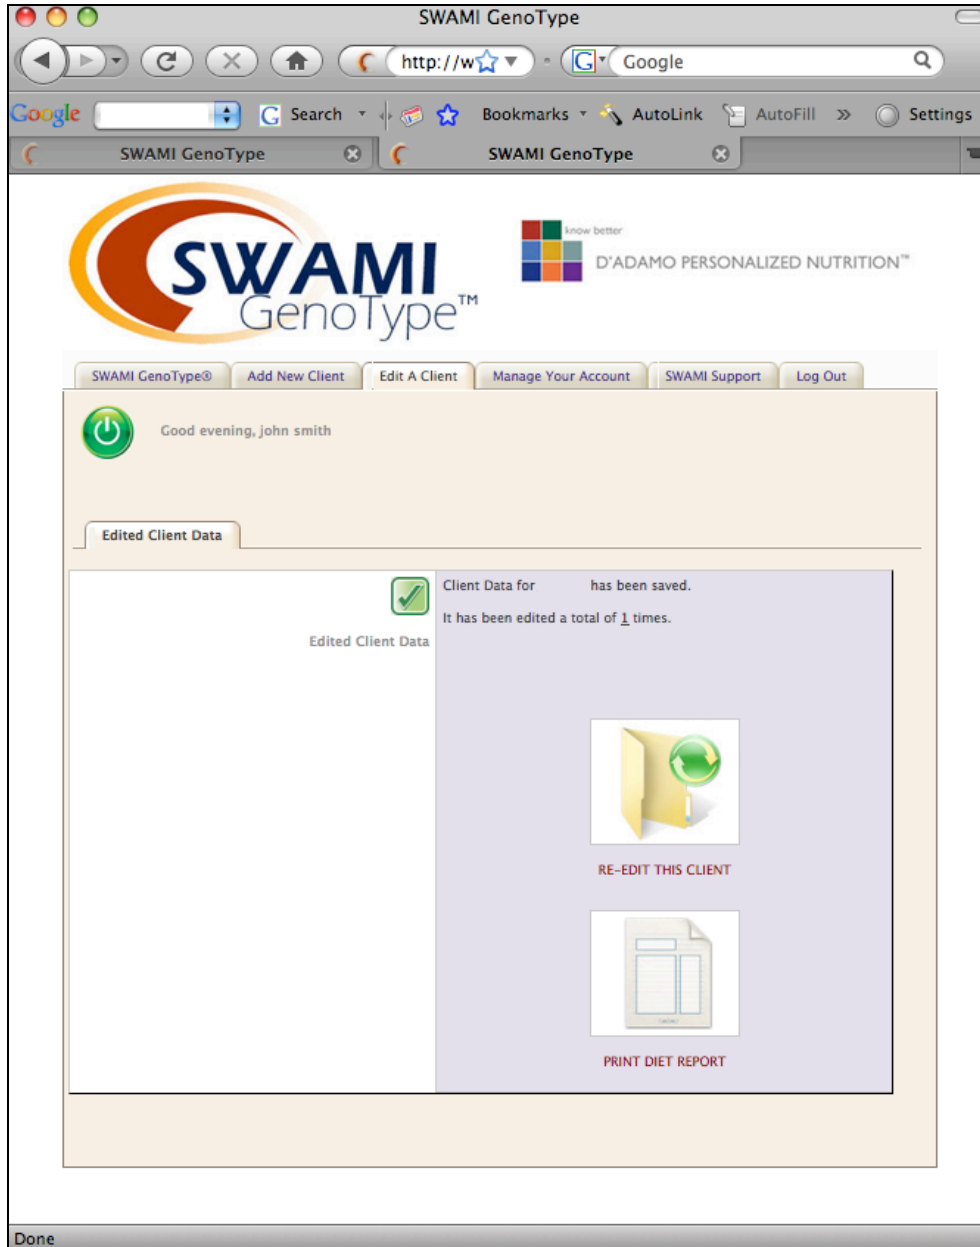 SWAMI GenoType
http://w
G Google
Google
G Search
Bookmarks
AutoLink
AutoFill
»
Settings
SWAMI GenoType
SWAMI GenoType
SWAMI
GenoType™
know better
D'ADAMO PERSONALIZED NUTRITION™
SWAMI GenoType®
Add New Client
Edit A Client
Manage Your Account
SWAMI Support
Log Out
Good evening, john smith
Edited Client Data
Edited Client Data
Client Data for has been saved.
It has been edited a total of 1 times.
RE-EDIT THIS CLIENT
PRINT DIET REPORT
Done